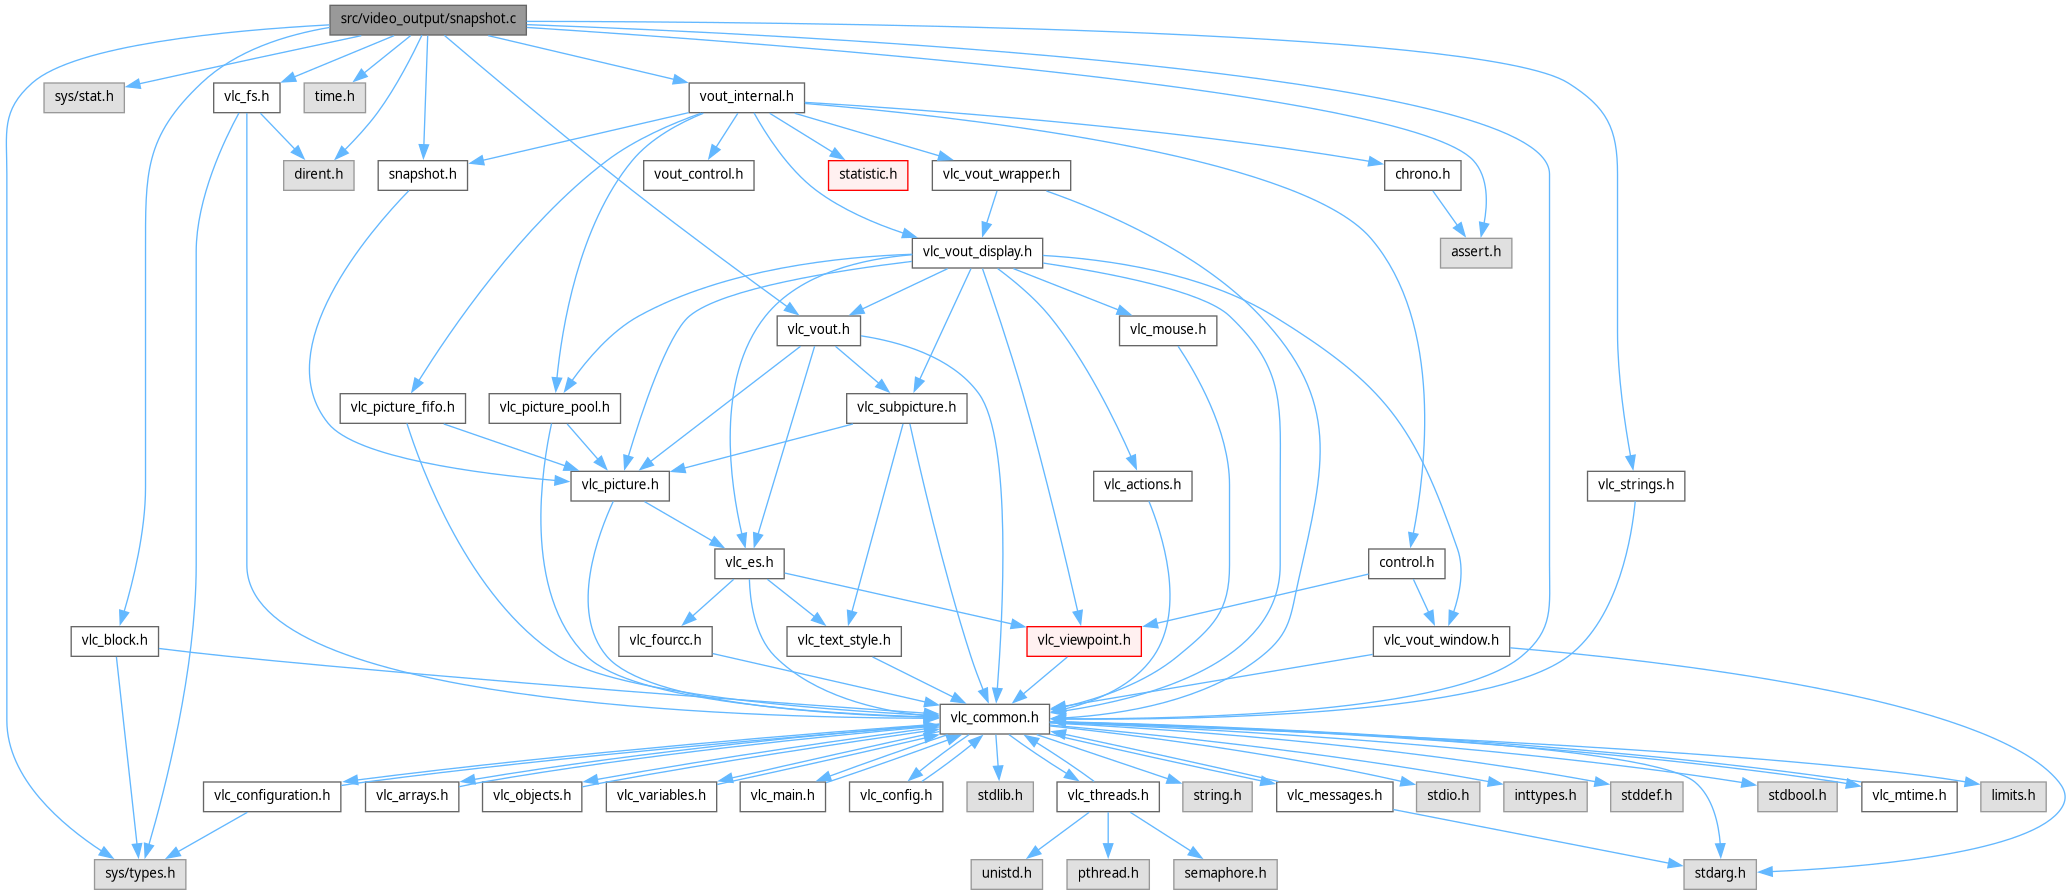 src/video_output/snapshot.c
sys/stat.h
vlc_fs.h
time.h
vout_internal.h
dirent.h
snapshot.h
vout_control.h
statistic.h
vlc_vout_wrapper.h
chrono.h
vlc_vout_display.h
assert.h
vlc_vout.h
vlc_mouse.h
vlc_picture_fifo.h
vlc_picture_pool.h
vlc_subpicture.h
vlc_picture.h
vlc_actions.h
vlc_strings.h
vlc_es.h
control.h
vlc_block.h
vlc_fourcc.h
vlc_text_style.h
vlc_viewpoint.h
vlc_vout_window.h
vlc_common.h
vlc_configuration.h
vlc_arrays.h
vlc_objects.h
vlc_variables.h
vlc_main.h
vlc_config.h
stdlib.h
vlc_threads.h
string.h
vlc_messages.h
stdio.h
inttypes.h
stddef.h
stdbool.h
vlc_mtime.h
limits.h
sys/types.h
unistd.h
pthread.h
semaphore.h
stdarg.h